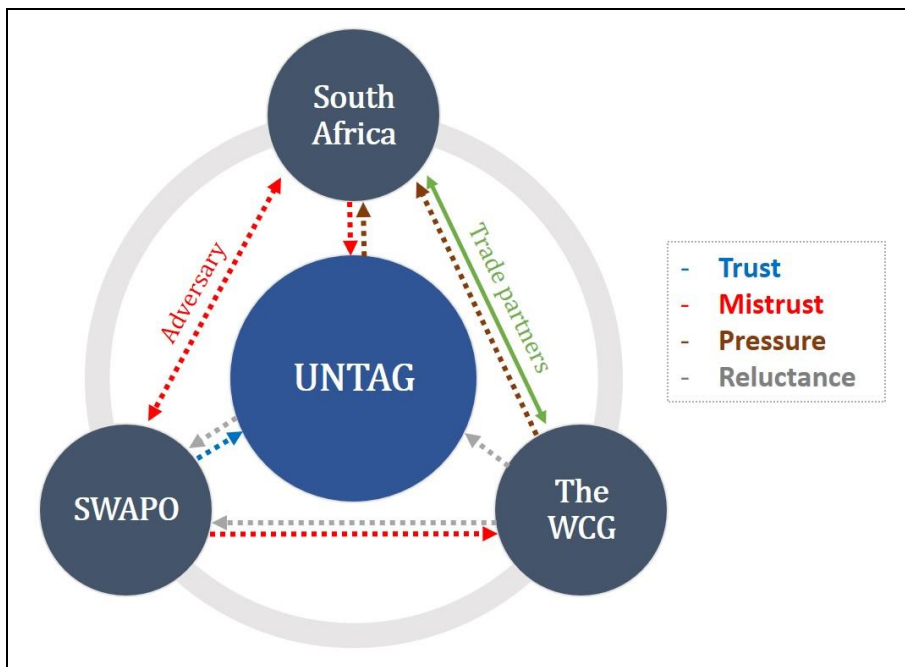 South
Africa
Adversary
Trade partners
UNTAG
SWAPO
The
WCG
- Trust
- Mistrust
- Pressure
- Reluctance